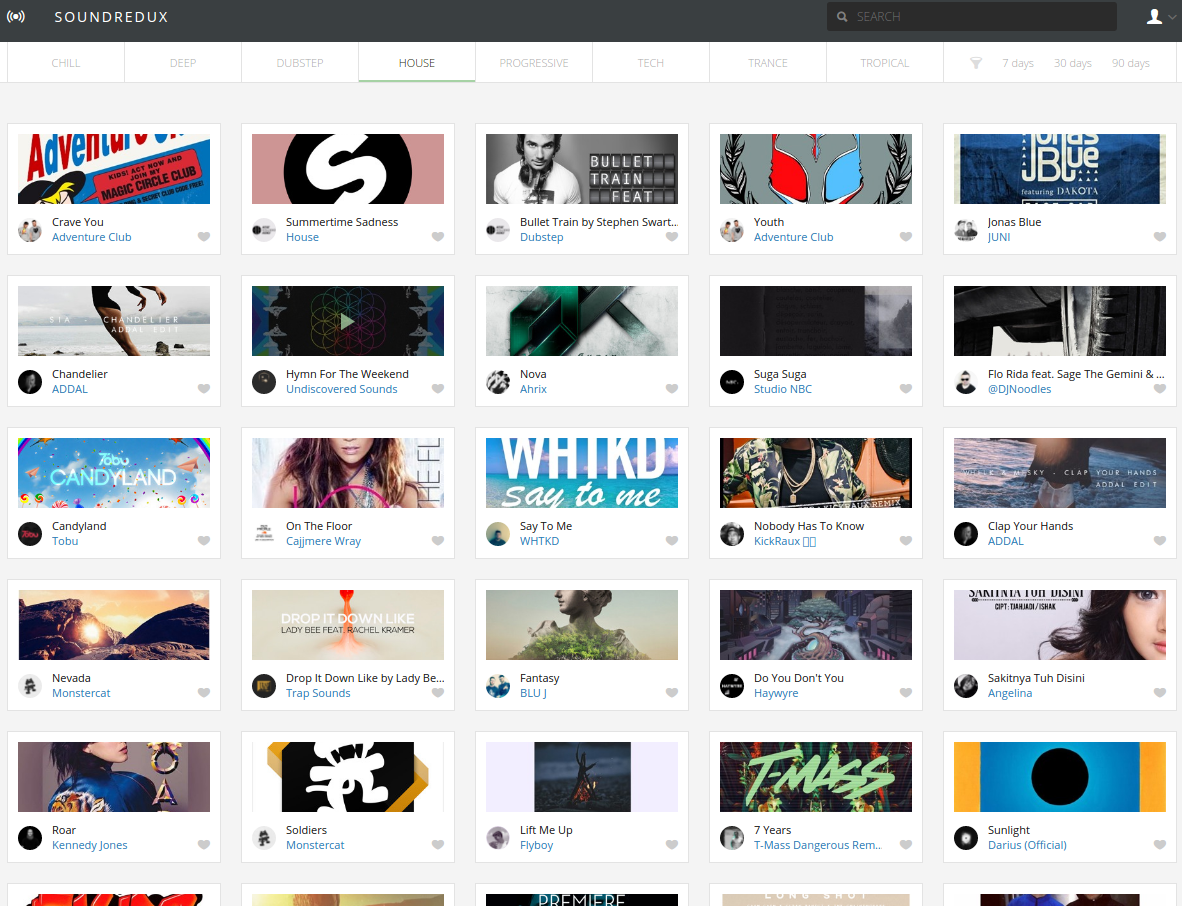 SOUNDREDUX
SEARCH
CHILL
DEEP
DUBSTEP
HOUSE
PROGRESSIVE
TECH
TRANCE
TROPICAL
7 days
30 days
90 days
Adventure
KIDS! ACT NOW AND
JOIN MY
MAGIC CIRCLE CLUB
Crave You
Adventure Club
Summertime Sadness
House
BULLET
TRAIN
FEAT
Bullet Train by Stephen Swart..
Dubstep
Youth
Adventure Club
JONAS
BLUE
featuring DAKOTA
Jonas Blue
JUNI
SIA - CHANDELIER
ADDAL EDIT
Chandelier
ADDAL
Hymn For The Weekend
Undiscovered Sounds
Nova
Ahrix
Suga Suga
Studio NBC
Flo Rida feat. Sage The Gemini & ...
@DJNoodles
Tobu
CANDYLAND
Candyland
Tobu
HE FL
On The Floor
Cajjmere Wray
WHTKD
say to me
Say To Me
WHTKD
KICKRAUX REMIX
Nobody Has To Know
KickRaux
CLAP YOUR HANDS
ADDAL EDIT
Clap Your Hands
ADDAL
Nevada
Monstercat
DROP IT DOWN LIKE
LADY BEE FEAT. RACHEL KRAMER
Drop It Down Like by Lady Be...
Trap Sounds
Fantasy
BLU J
Do You Don't You
HAYWYRE
Haywyre
SAKITNYA TUH DISINI
CIPT : TJAHJADI / ISHAK
Sakitnya Tuh Disini
Angelina
Roar
Kennedy Jones
Soldiers
Monstercat
Lift Me Up
Flyboy
T-MASS
7 Years
T-Mass Dangerous Rem..
Sunlight
Darius (Official)
PREMIERE
LONG SHOT